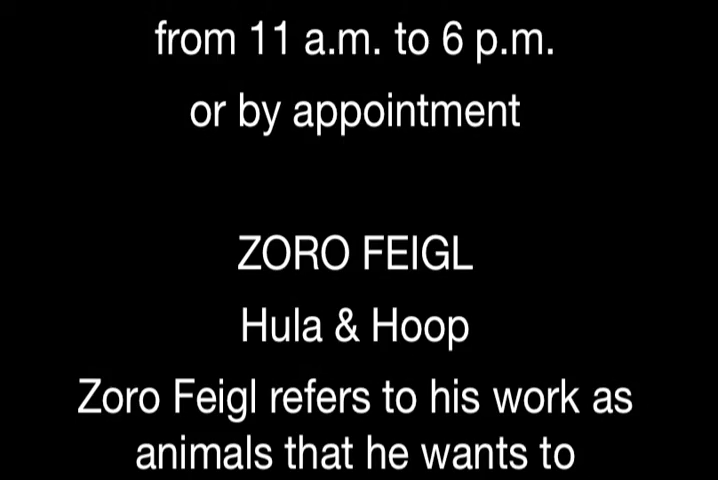 from 11 a.m. to 6 p.m.
or by appointment
ZORO FEIGL
Hula & Hoop
Zoro Feigl refers to his work as
animals that he wants to